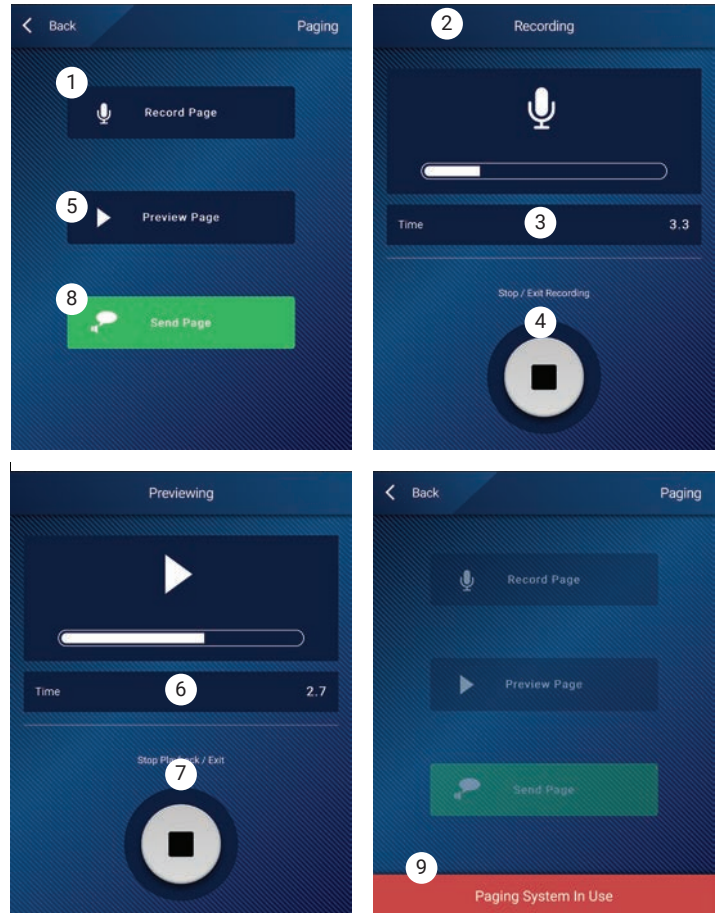 Back Paging
1
Record Page
5
Preview Page
8
Send Page
2 Recording
Time 3 3.3
Stop / Exit Recording
4
Previewing
Time 6 2.7
Stop Playback / Exit
7
Back Paging
Record Page
Preview Page
Send Page
9
Paging System In Use